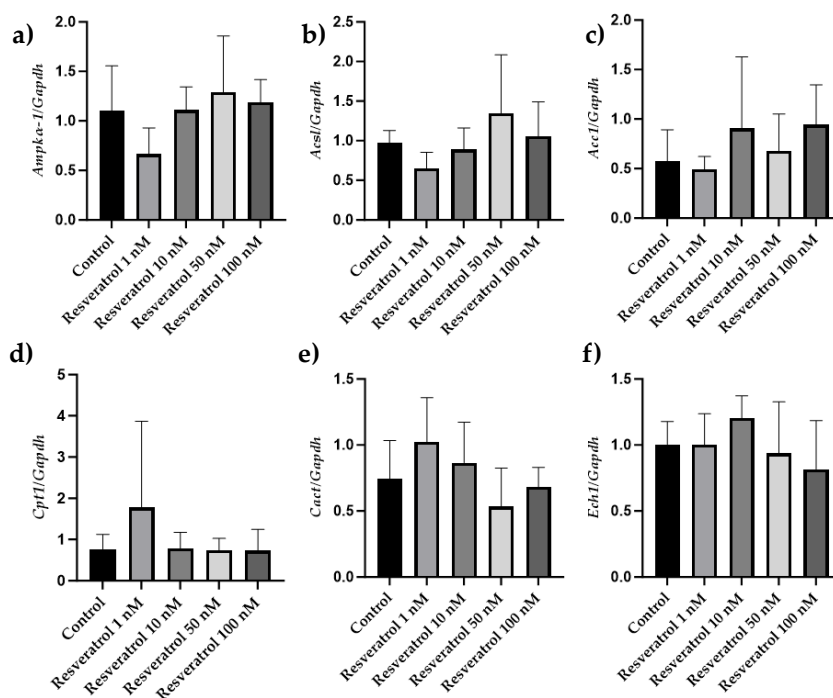 a)
Ampkα-1/Gapdh
2.0
1.5
1.0
0.5
0.0
Control
Resveratrol 1 nM
Resveratrol 10 nM
Resveratrol 50 nM
Resveratrol 100 nM
b)
Acsl/Gapdh
2.5
2.0
1.5
1.0
0.5
0.0
Control
Resveratrol 1 nM
Resveratrol 10 nM
Resveratrol 50 nM
Resveratrol 100 nM
c)
Acc1/Gapdh
2.0
1.5
1.0
0.5
0.0
Control
Resveratrol 1 nM
Resveratrol 10 nM
Resveratrol 50 nM
Resveratrol 100 nM
d)
Cpt1/Gapdh
5
4
3
2
1
0
Control
Resveratrol 1 nM
Resveratrol 10 nM
Resveratrol 50 nM
Resveratrol 100 nM
e)
Cact/Gapdh
1.5
1.0
0.5
0.0
Control
Resveratrol 1 nM
Resveratrol 10 nM
Resveratrol 50 nM
Resveratrol 100 nM
f)
Ech1/Gapdh
1.5
1.0
0.5
0.0
Control
Resveratrol 1 nM
Resveratrol 10 nM
Resveratrol 50 nM
Resveratrol 100 nM